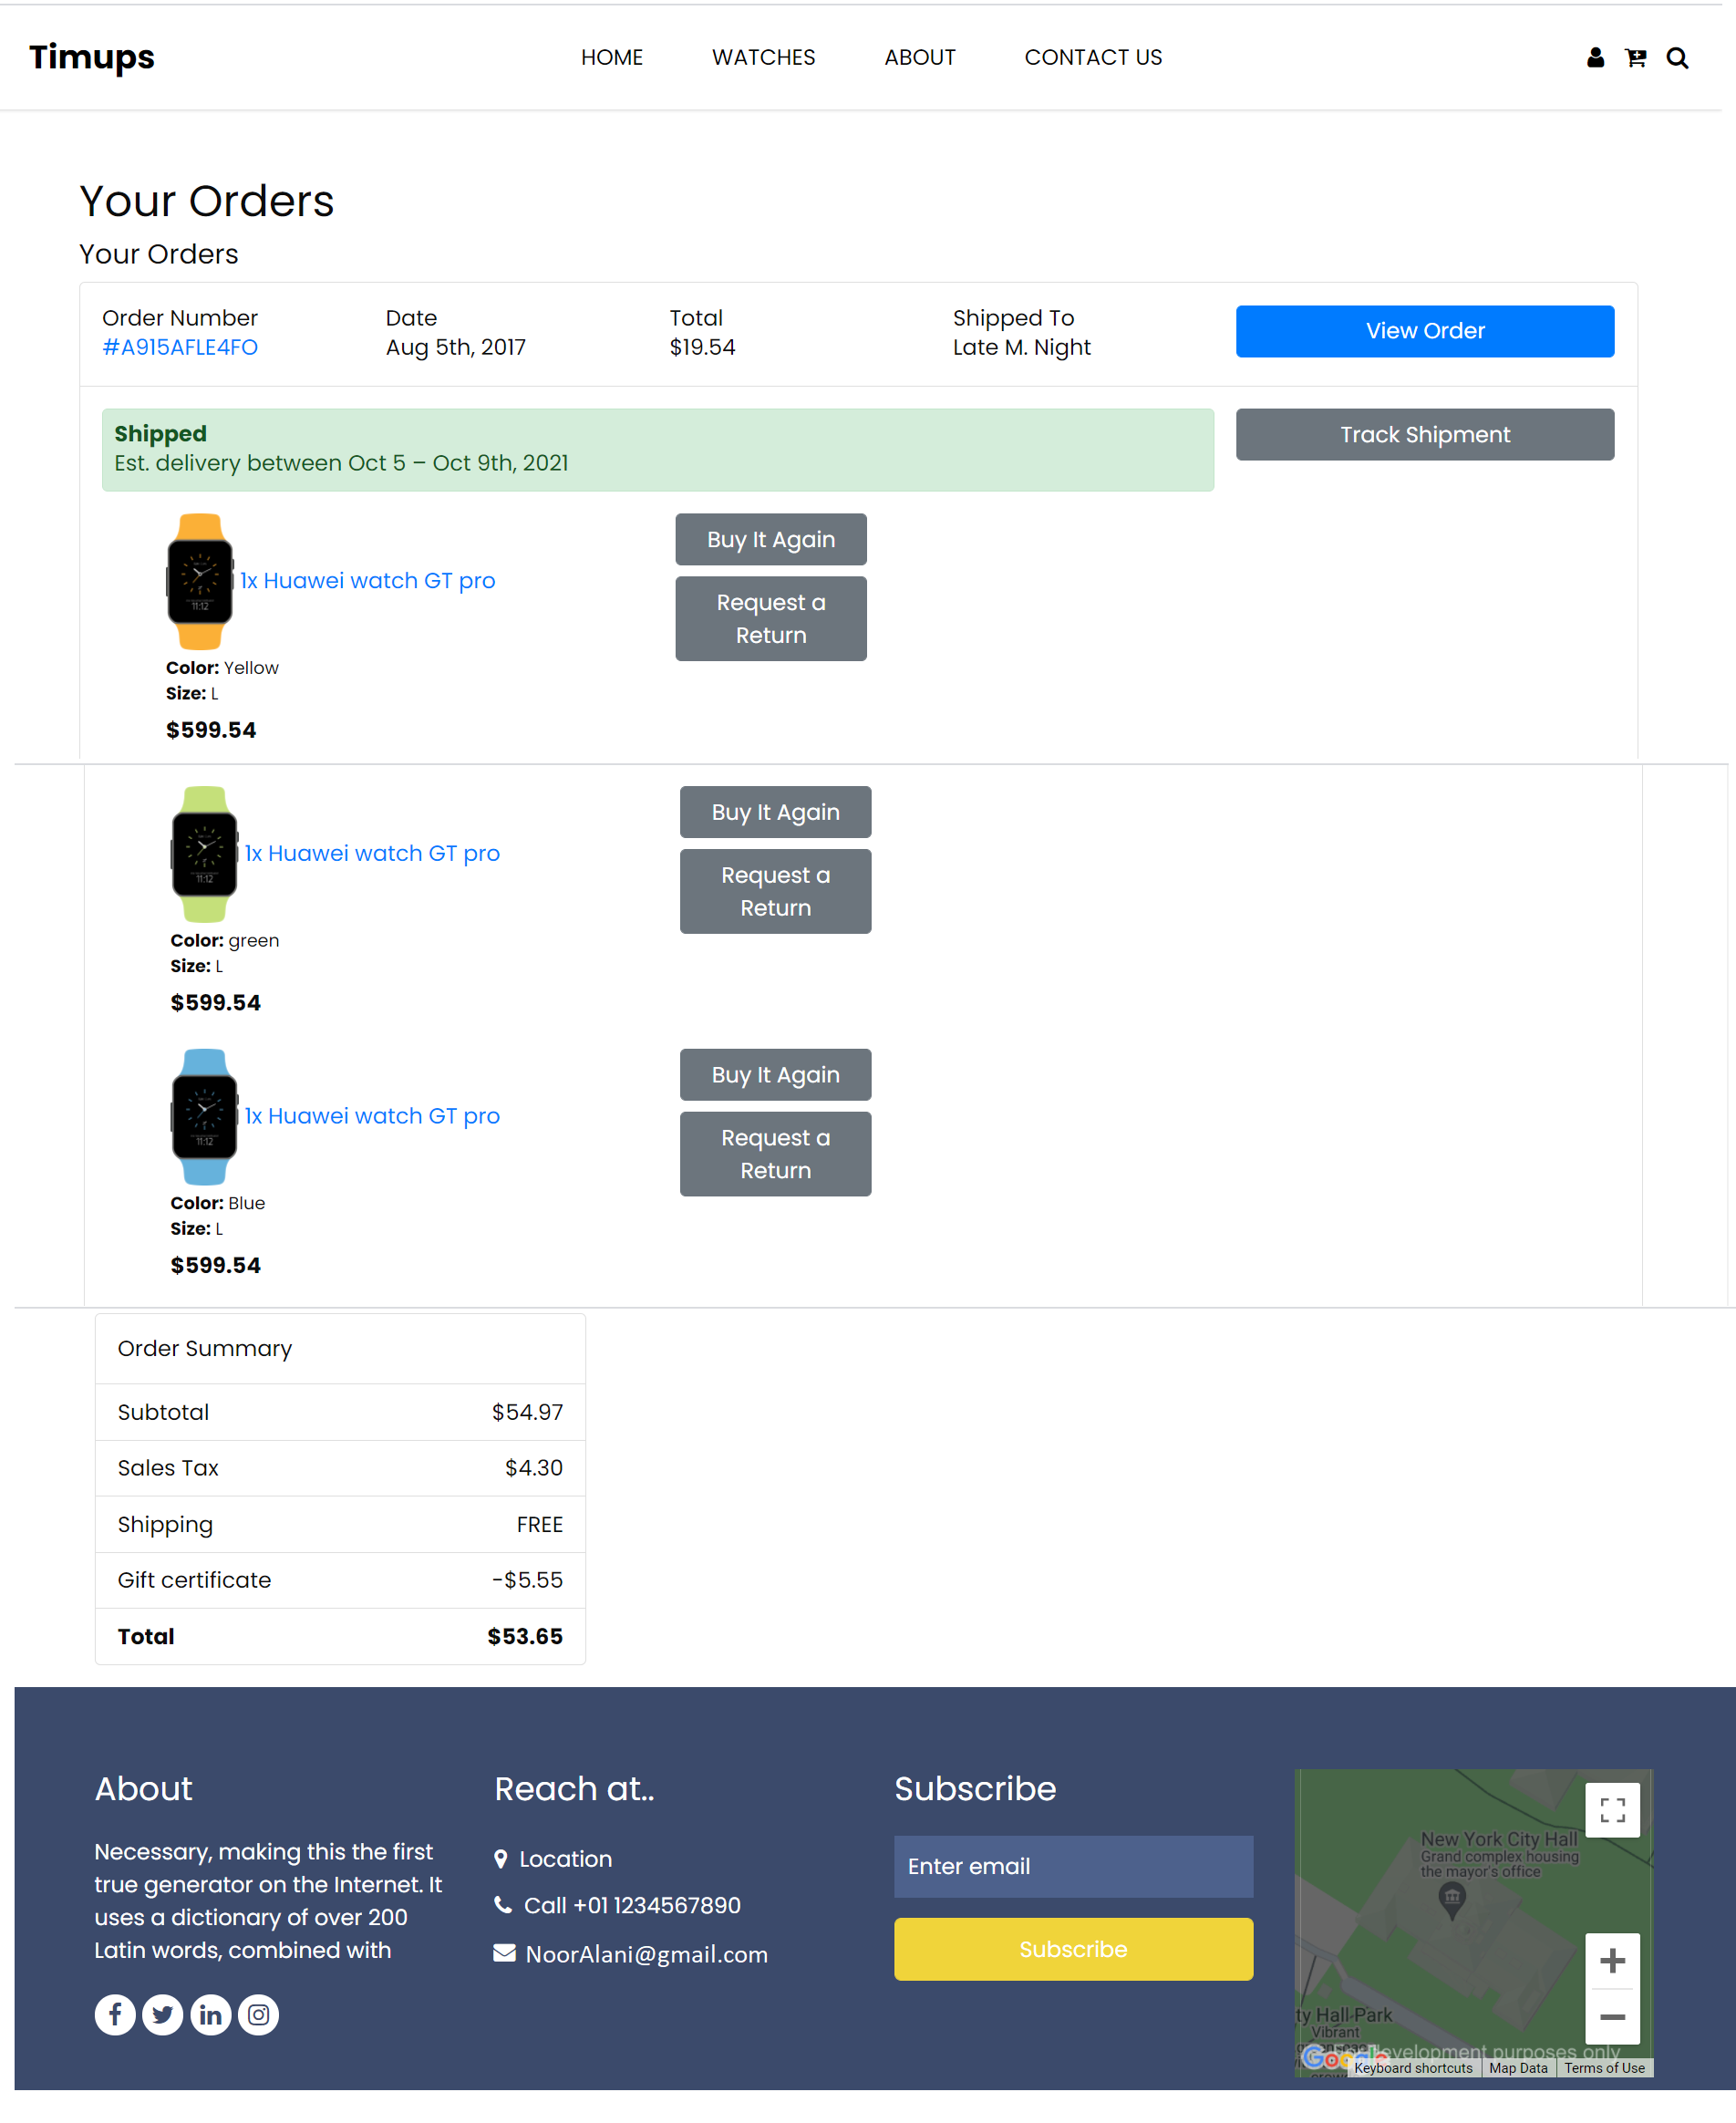 Timups
HOME WATCHES ABOUT CONTACT US
Your Orders
Your Orders
Order Number Date Total Shipped To View Order
#A915AFLE4FO Aug 5th, 2017 $19.54 Late M. Night
Shipped Track Shipment
Est. delivery between Oct 5 – Oct 9th, 2021
11:12
1x Huawei watch GT pro
Buy It Again
Request a
Return
Color: Yellow
Size: L
$599.54
11:12
1x Huawei watch GT pro
Buy It Again
Request a
Return
Color: green
Size: L
$599.54
11:12
1x Huawei watch GT pro
Buy It Again
Request a
Return
Color: Blue
Size: L
$599.54
Order Summary
Subtotal $54.97
Sales Tax $4.30
Shipping FREE
Gift certificate -$5.55
Total $53.65
About
Necessary, making this the first
true generator on the Internet. It
uses a dictionary of over 200
Latin words, combined with
Reach at..
Location
Call +01 1234567890
NoorAlani@gmail.com
Subscribe
Enter email
Subscribe
New York City Hall
Grand complex housing
the mayor's office
ty Hall Park
Vibrant
Google
development purposes only
Keyboard shortcuts Map Data Terms of Use